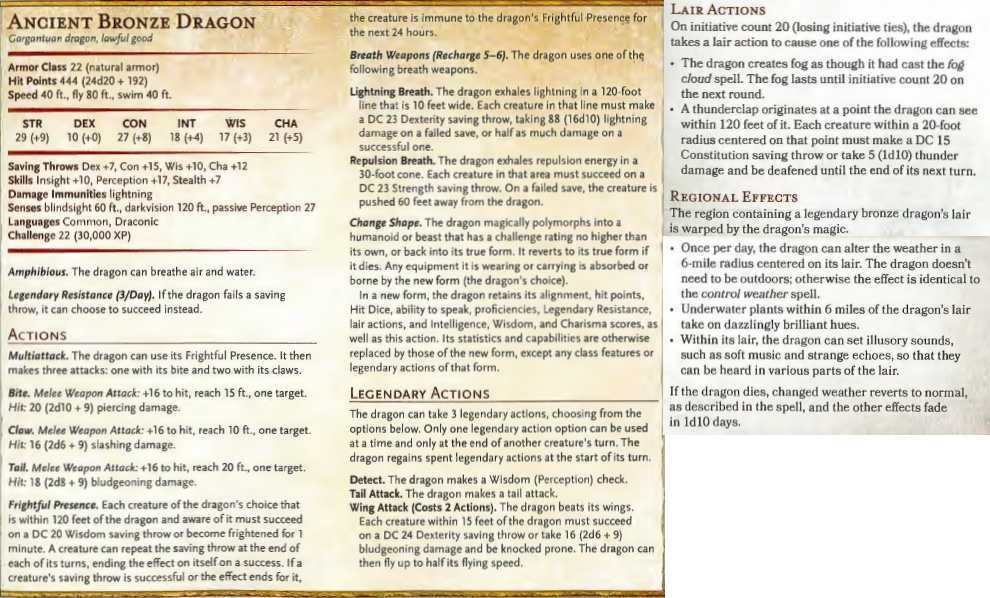 ANCIENT BRONZE DRAGON
Gargantuan dragon, lawful good
Armor Class 22 (natural armor)
Hit Points 444 (24d20 + 192)
Speed 40 ft., fly 80 ft., swim 40 ft.
STR DEX CON INT WIS CHA
29 (+9) 10 (+0) 27 (+8) 18 (+4) 17 (+3) 21 (+5)
Saving Throws Dex +7, Con +15, Wis +10, Cha +12
Skills Insight +10, Perception +17, Stealth +7
Damage Immunities lightning
Senses blindsight 60 ft., darkvision 120 ft., passive Perception 27
Languages Common, Draconic
Challenge 22 (30,000 XP)
Amphibious. The dragon can breathe air and water.
Legendary Resistance (3/Day). If the dragon fails a saving
throw, it can choose to succeed instead.
ACTIONS
Multiattack. The dragon can use its Frightful Presence. It then
makes three attacks: one with its bite and two with its claws.
Bite. Melee Weapon Attack: +16 to hit, reach 15 ft., one target.
Hit: 20 (2d10 + 9) piercing damage.
Claw. Melee Weapon Attack: +16 to hit, reach 10 ft., one target.
Hit: 16 (2d6 + 9) slashing damage.
Tail. Melee Weapon Attack: +16 to hit, reach 20 ft., one target.
Hit: 18 (2d8 + 9) bludgeoning damage.
Frightful Presence. Each creature of the dragon's choice that
is within 120 feet of the dragon and aware of it must succeed
on a DC 20 Wisdom saving throw or become frightened for 1
minute. A creature can repeat the saving throw at the end of
each of its turns, ending the effect on itself on a success. If a
creature's saving throw is successful or the effect ends for it,
the creature is immune to the dragon's Frightful Presence for
the next 24 hours.
Breath Weapons (Recharge 5–6). The dragon uses one of the
following breath weapons.
Lightning Breath. The dragon exhales lightning in a 120-foot
line that is 10 feet wide. Each creature in that line must make
a DC 23 Dexterity saving throw, taking 88 (16d10) lightning
damage on a failed save, or half as much damage on a
successful one.
Repulsion Breath. The dragon exhales repulsion energy in a
30-foot cone. Each creature in that area must succeed on a
DC 23 Strength saving throw. On a failed save, the creature is
pushed 60 feet away from the dragon.
Change Shape. The dragon magically polymorphs into a
humanoid or beast that has a challenge rating no higher than
its own, or back into its true form. It reverts to its true form if
it dies. Any equipment it is wearing or carrying is absorbed or
borne by the new form (the dragon's choice).
In a new form, the dragon retains its alignment, hit points,
Hit Dice, ability to speak, proficiencies, Legendary Resistance,
lair actions, and Intelligence, Wisdom, and Charisma scores, as
well as this action. Its statistics and capabilities are otherwise
replaced by those of the new form, except any class features or
legendary actions of that form.
LEGENDARY ACTIONS
The dragon can take 3 legendary actions, choosing from the
options below. Only one legendary action option can be used
at a time and only at the end of another creature's turn. The
dragon regains spent legendary actions at the start of its turn.
Detect. The dragon makes a Wisdom (Perception) check.
Tail Attack. The dragon makes a tail attack.
Wing Attack (Costs 2 Actions). The dragon beats its wings.
Each creature within 15 feet of the dragon must succeed
on a DC 24 Dexterity saving throw or take 16 (2d6 + 9)
bludgeoning damage and be knocked prone. The dragon can
then fly up to half its flying speed.
LAIR ACTIONS
On initiative count 20 (losing initiative ties), the dragon
takes a lair action to cause one of the following effects:
• The dragon creates fog as though it had cast the fog
cloud spell. The fog lasts until initiative count 20 on
the next round.
• A thunderclap originates at a point the dragon can see
within 120 feet of it. Each creature within a 20-foot
radius centered on that point must make a DC 15
Constitution saving throw or take 5 (1d10) thunder
damage and be deafened until the end of its next turn.
REGIONAL EFFECTS
The region containing a legendary bronze dragon's lair
is warped by the dragon's magic.
• Once per day, the dragon can alter the weather in a
6-mile radius centered on its lair. The dragon doesn't
need to be outdoors; otherwise the effect is identical to
the control weather spell.
• Underwater plants within 6 miles of the dragon's lair
take on dazzlingly brilliant hues.
• Within its lair, the dragon can set illusory sounds,
such as soft music and strange echoes, so that they
can be heard in various parts of the lair.
If the dragon dies, changed weather reverts to normal,
as described in the spell, and the other effects fade
in 1d10 days.